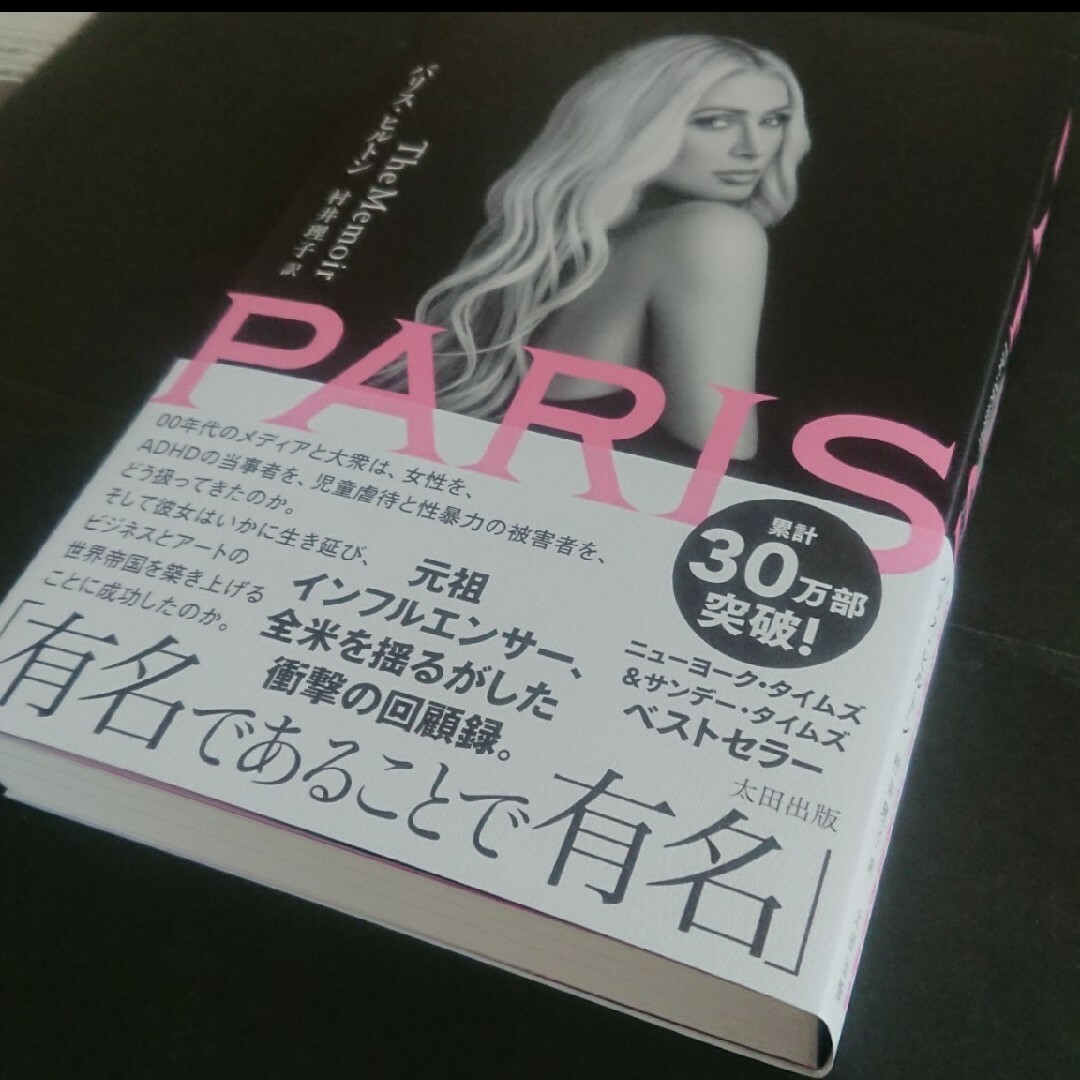 パリス・ヒルトン
The Memoir
村井理子 訳
PARIS
00年代のメディアと大衆は、女性を、
ADHDの当事者を、児童虐待と性暴力の被害者を、
どう扱ってきたのか。
そして彼女はいかに生き延び、
ビジネスとアートの
世界帝国を築き上げる
ことに成功したのか。
元祖
インフルエンサー、
全米を揺るがした
衝撃の回顧録。
累計
30万部
突破!
ニューヨーク・タイムズ
&サンデー・タイムズ
ベストセラー
太田出版
「有名であることで有名」